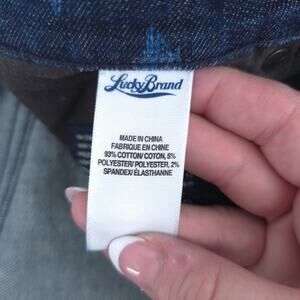 Lucky Brand
MADE IN CHINA
FABRIQUE EN CHINE
93% COTTON/COTON, 5%
POLYESTER/POLYESTER, 2%
SPANDEX/ÉLASTHANNE